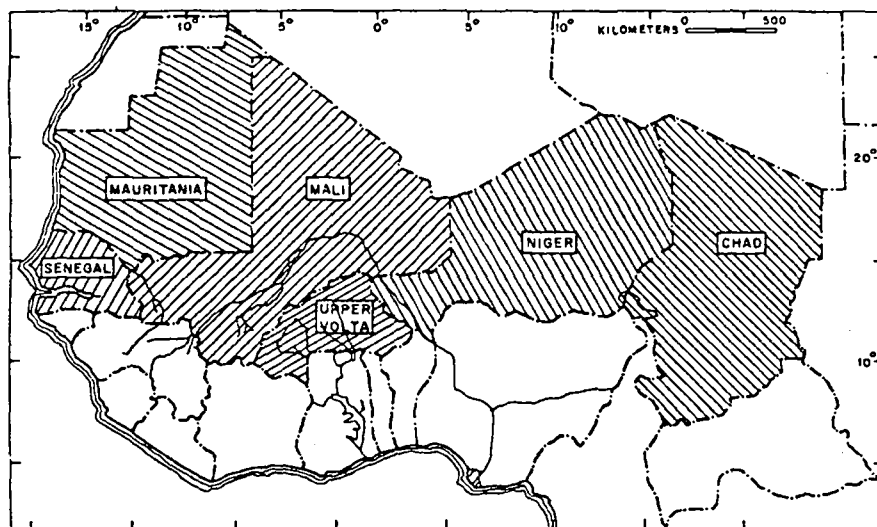 15° 10° 5° 0° 5° 10°
KILOMETERS 0 500
20°
MAURITANIA MALI
NIGER CHAD
SENEGAL
UPPER
VOLTA
10°